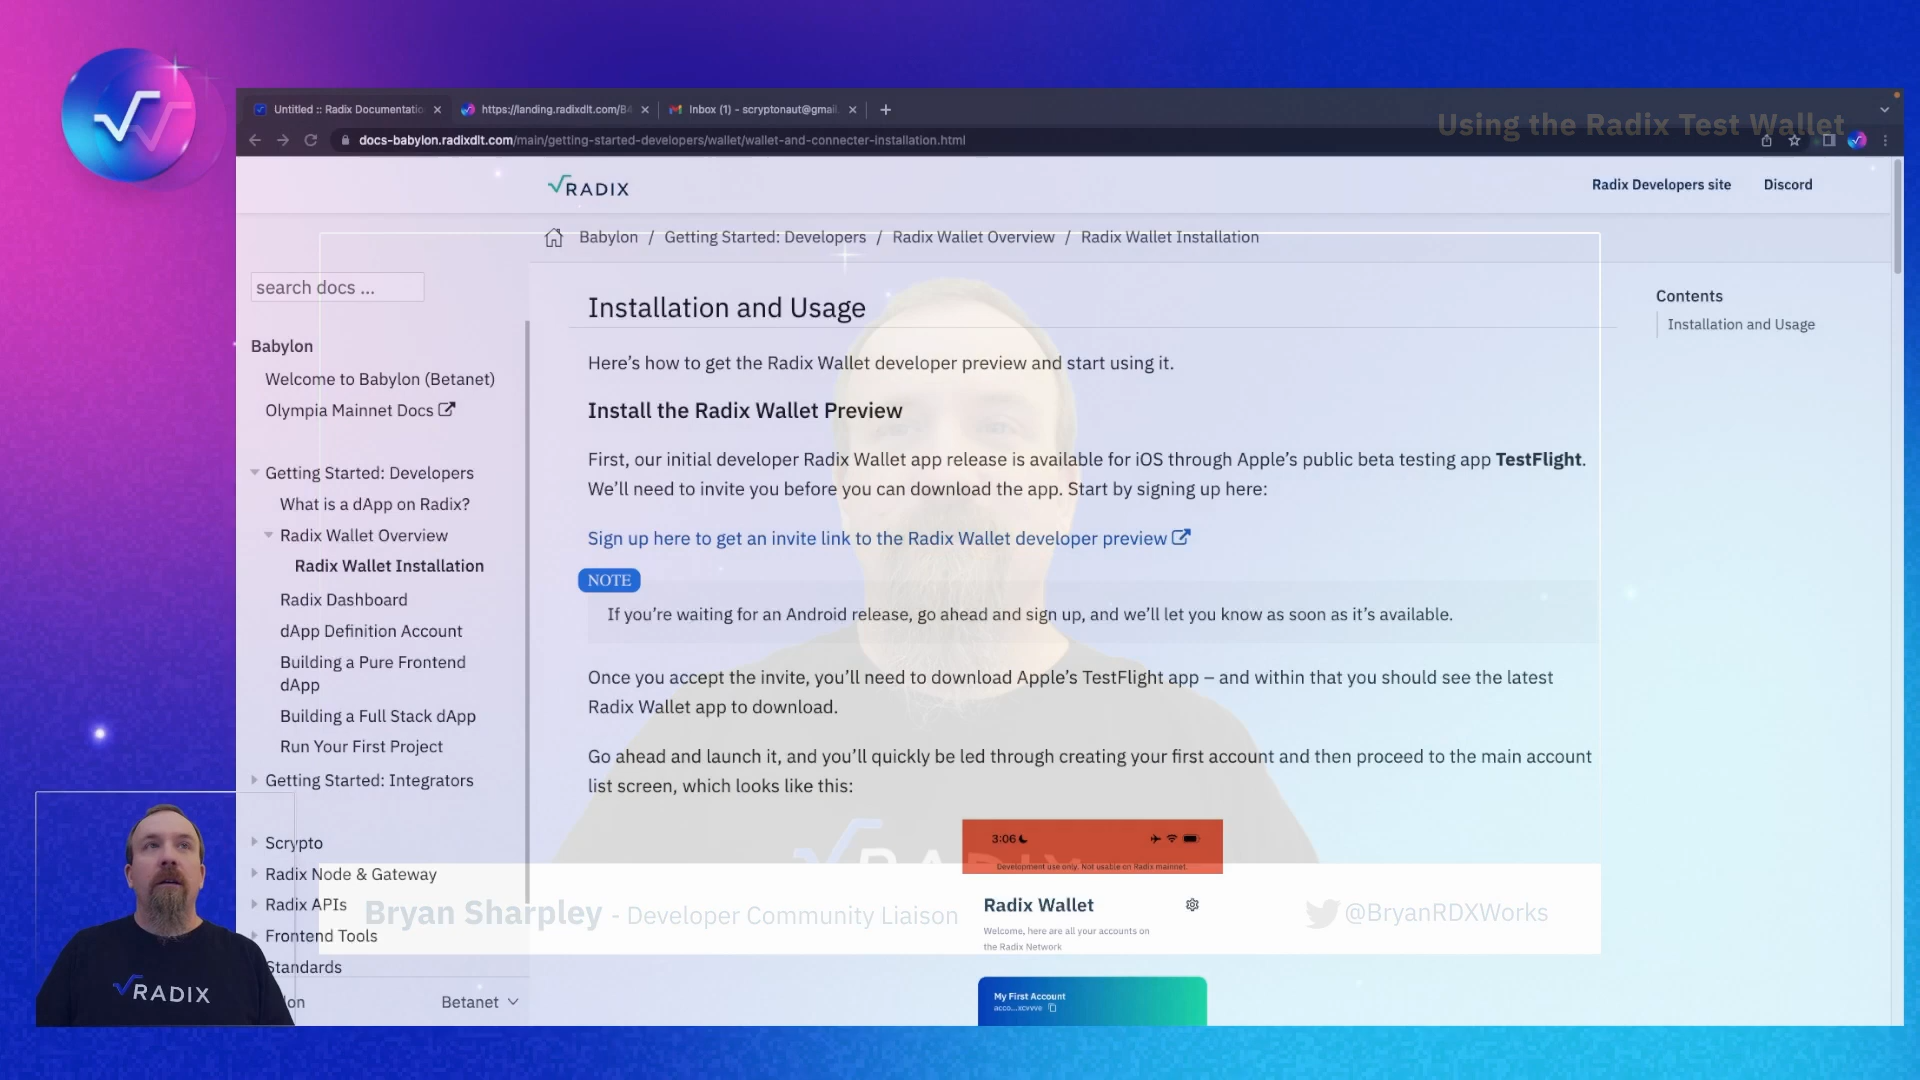 Untitled :: Radix Documentatio
https://landing.radixdlt.com/B4
Inbox (1) - scryptonaut@gmail.
Using the Radix Test Wallet
docs-babylon.radixdlt.com/main/getting-started-developers/wallet/wallet-and-connecter-installation.html
RADIX
Radix Developers site
Discord
Babylon / Getting Started: Developers / Radix Wallet Overview / Radix Wallet Installation
search docs ...
Babylon
Welcome to Babylon (Betanet)
Olympia Mainnet Docs
Getting Started: Developers
What is a dApp on Radix?
Radix Wallet Overview
Radix Wallet Installation
Radix Dashboard
dApp Definition Account
Building a Pure Frontend
dApp
Building a Full Stack dApp
Run Your First Project
Getting Started: Integrators
Scrypto
Radix Node & Gateway
Radix APIs
Frontend Tools
Standards
lon
Betanet
Installation and Usage
Here’s how to get the Radix Wallet developer preview and start using it.
Install the Radix Wallet Preview
First, our initial developer Radix Wallet app release is available for iOS through Apple’s public beta testing app TestFlight.
We’ll need to invite you before you can download the app. Start by signing up here:
Sign up here to get an invite link to the Radix Wallet developer preview
NOTE
If you’re waiting for an Android release, go ahead and sign up, and we’ll let you know as soon as it’s available.
Once you accept the invite, you’ll need to download Apple’s TestFlight app – and within that you should see the latest
Radix Wallet app to download.
Go ahead and launch it, and you’ll quickly be led through creating your first account and then proceed to the main account
list screen, which looks like this:
3:06
Development use only. Not usable on Radix mainnet.
Radix Wallet
Welcome, here are all your accounts on
the Radix Network
My First Account
Contents
Installation and Usage
RADIX
Bryan Sharpley - Developer Community Liaison
@BryanRDXWorks
RADIX